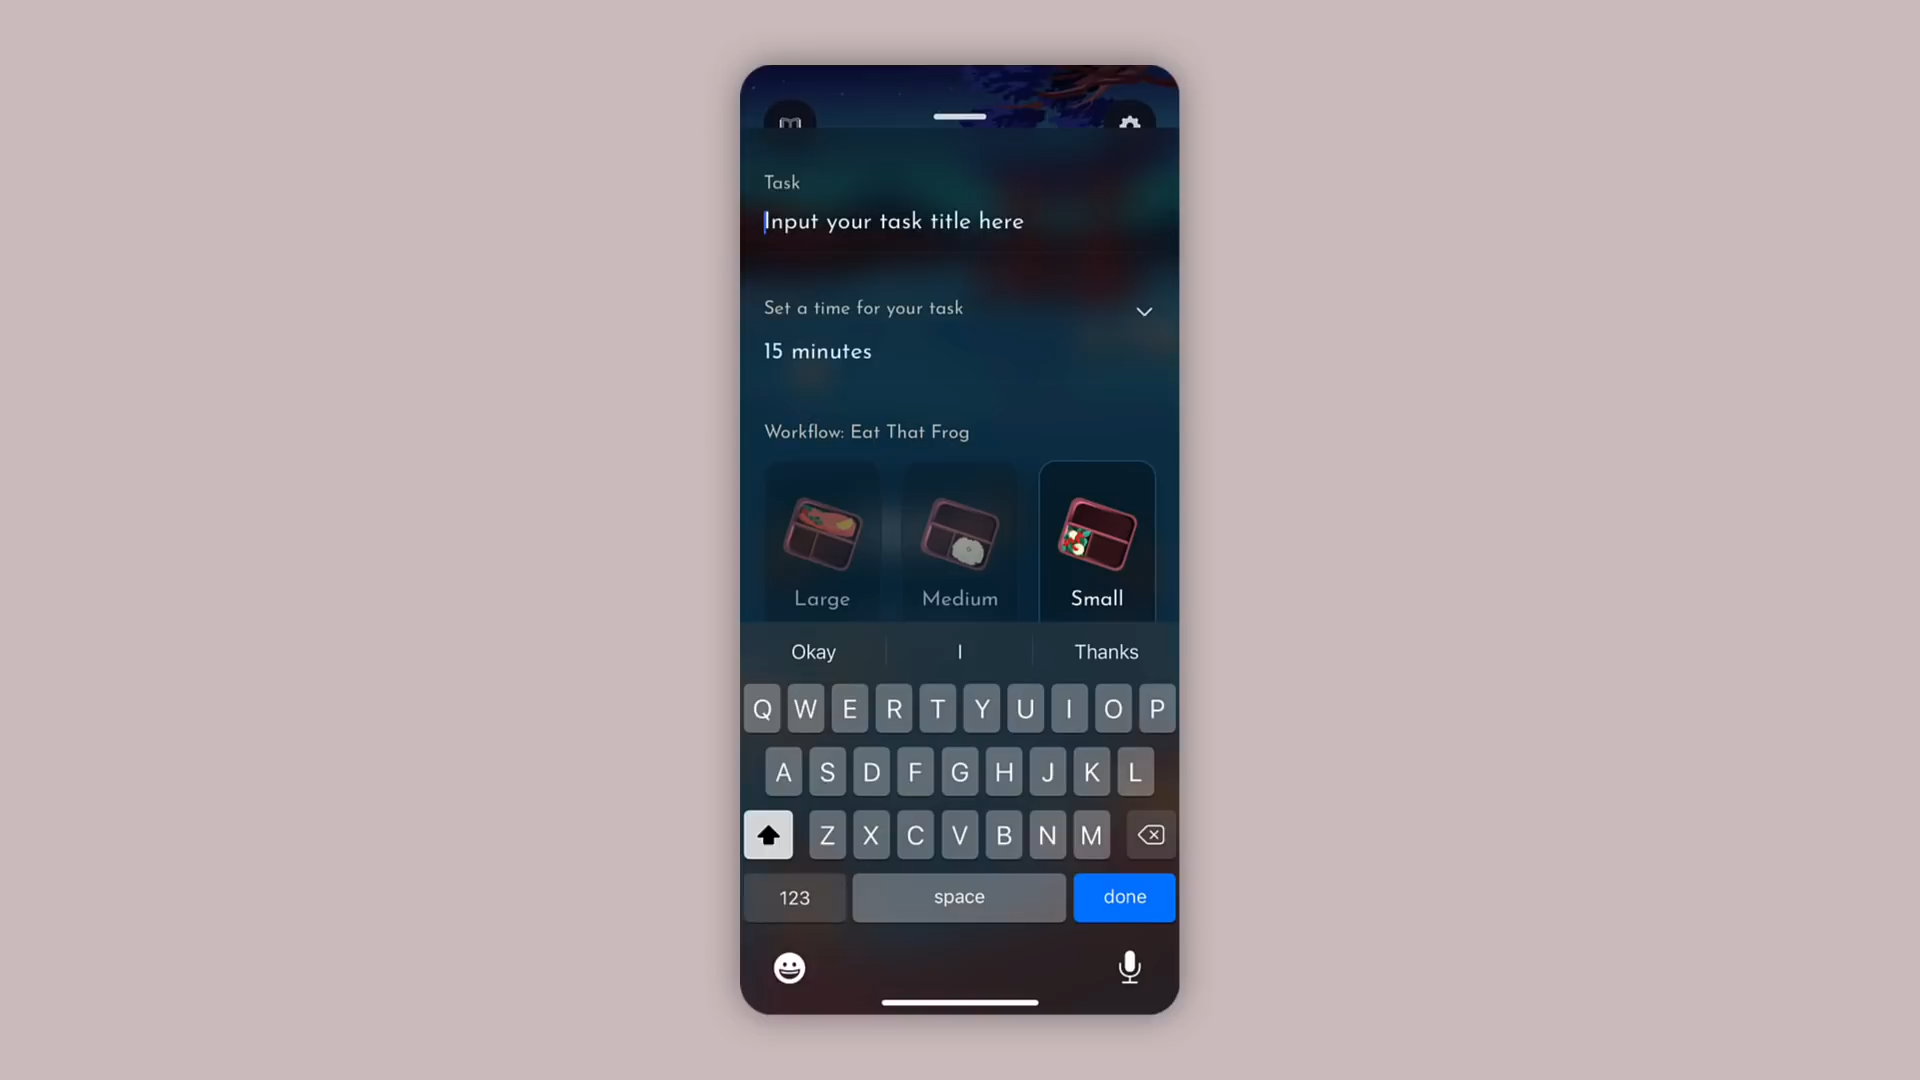 Task
Input your task title here
Set a time for your task
15 minutes
Workflow: Eat That Frog
Large Medium Small
Okay I Thanks
Q W E R T Y U I O P
A S D F G H J K L
Z X C V B N M
123 space done